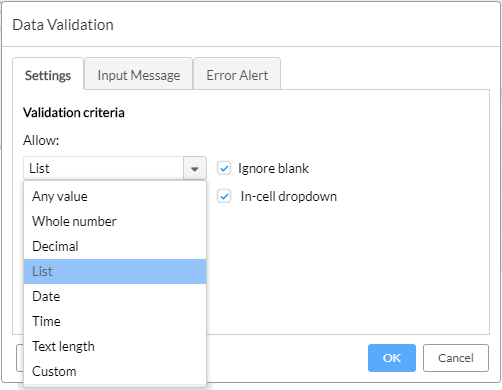 Data Validation
Settings
Input Message
Error Alert
Validation criteria
Allow:
List
Ignore blank
In-cell dropdown
Any value
Whole number
Decimal
List
Date
Time
Text length
Custom
OK
Cancel